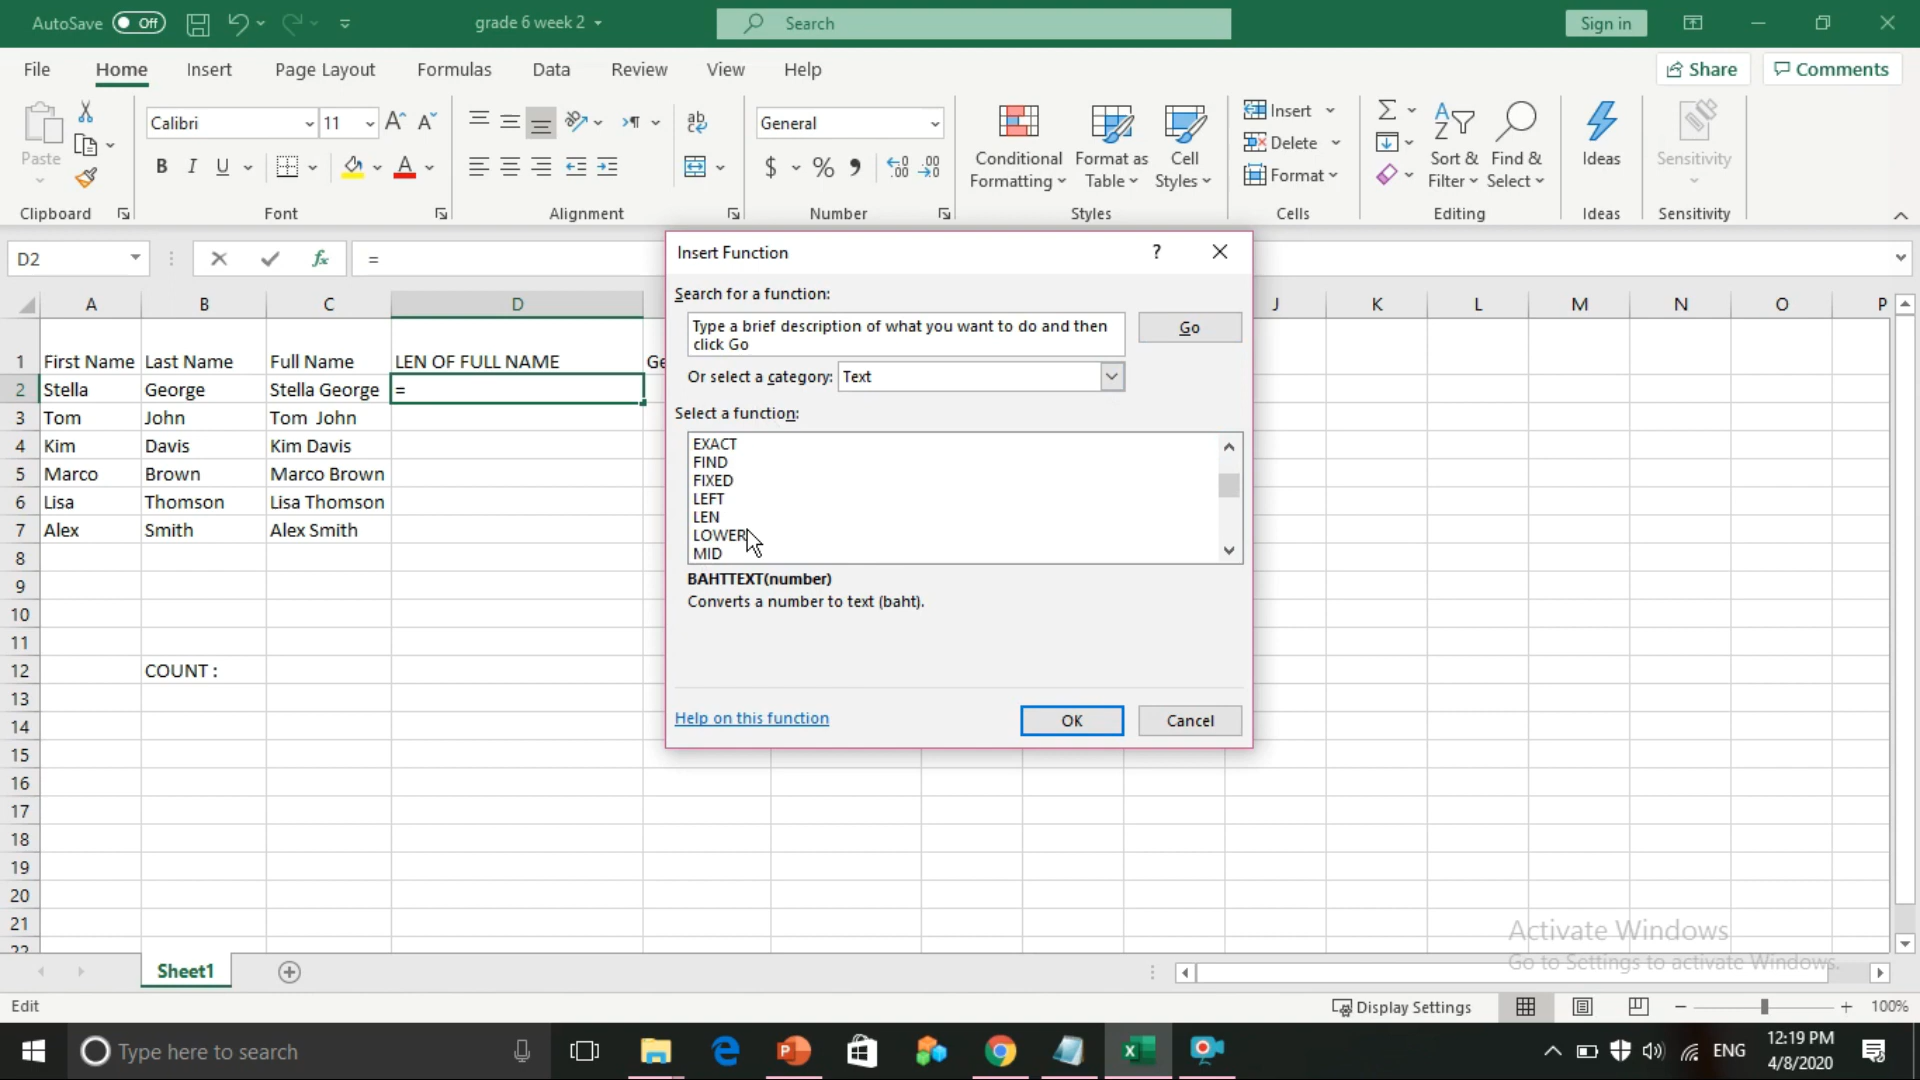 AutoSave Off grade 6 week 2 Search Sign in
File Home Insert Page Layout Formulas Data Review View Help Share Comments
Paste Calibri 11 General Conditional Formatting Format as Table Cell Styles Insert Delete Format Sort & Filter Find & Select Ideas Sensitivity
Clipboard Font Alignment Number Styles Cells Editing Ideas Sensitivity
D2 fx =
A B C D J K L M N O P
1 First Name Last Name Full Name LEN OF FULL NAME Ge
2 Stella George Stella George =
3 Tom John Tom  John
4 Kim Davis Kim Davis
5 Marco Brown Marco Brown
6 Lisa Thomson Lisa Thomson
7 Alex Smith Alex Smith
8
9
10
11
12 COUNT :
13
14
15
16
17
18
19
20
21
22
Insert Function ?
Search for a function:
Type a brief description of what you want to do and then
click Go
Go
Or select a category: Text
Select a function:
EXACT
FIND
FIXED
LEFT
LEN
LOWER
MID
BAHTTEXT(number)
Converts a number to text (baht).
Help on this function OK Cancel
Activate Windows
Go to Settings to activate Windows.
Sheet1
Edit Display Settings 100%
Type here to search ENG 12:19 PM
4/8/2020